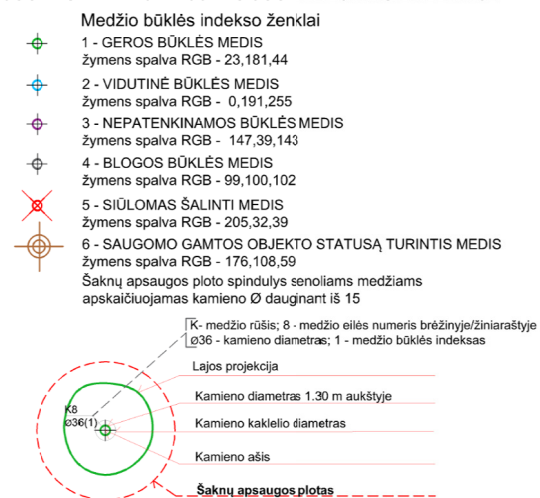 Medžio būklės indekso ženklai
1 - GEROS BŪKLĖS MEDIS
žymens spalva RGB - 23,181,44
2 - VIDUTINĖ BŪKLĖS MEDIS
žymens spalva RGB - 0,191,255
3 - NEPATENKINAMOS BŪKLĖS MEDIS
žymens spalva RGB - 147,39,143
4 - BLOGOS BŪKLĖS MEDIS
žymens spalva RGB - 99,100,102
5 - SIŪLOMAS ŠALINTI MEDIS
žymens spalva RGB - 205,32,39
6 - SAUGOMO GAMTOS OBJEKTO STATUSĄ TURINTIS MEDIS
žymens spalva RGB - 176,108,59
Šaknų apsaugos ploto spindulys senoliams medžiams
apskaičiuojamas kamieno Ø dauginant iš 15
K- medžio rūšis; 8 - medžio eilės numeris brėžinyje/žiniaraštyje
ø36 - kamieno diametras; 1 - medžio būklės indeksas
Lajos projekcija
Kamieno diametras 1.30 m aukštyje
K8
ø36(1)
Kamieno kaklelio diametras
Kamieno ašis
Šaknų apsaugos plotas